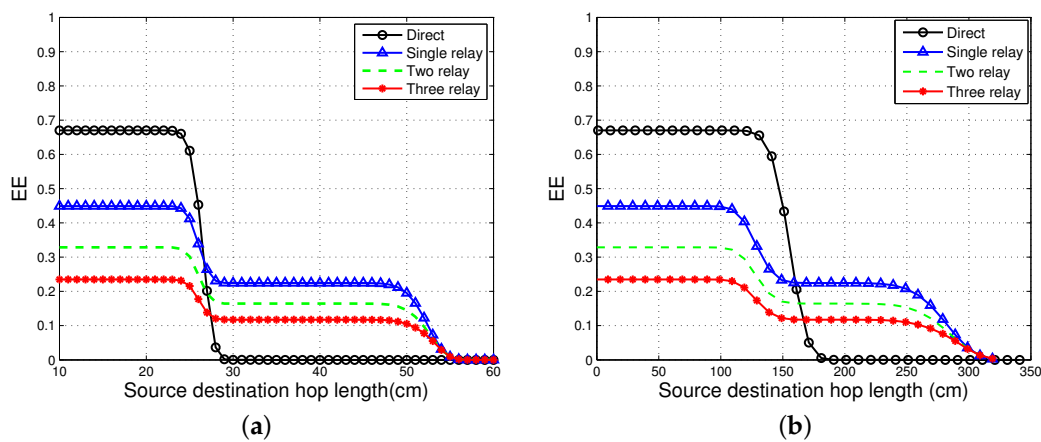 1
0.9
0.8
0.7
0.6
0.5
0.4
0.3
0.2
0.1
0
EE
10
20
30
40
50
60
Source destination hop length(cm)
Direct
Single relay
Two relay
Three relay
(a)
1
0.9
0.8
0.7
0.6
0.5
0.4
0.3
0.2
0.1
0
EE
0
50
100
150
200
250
300
350
Source destination hop length (cm)
Direct
Single relay
Two relay
Three relay
(b)